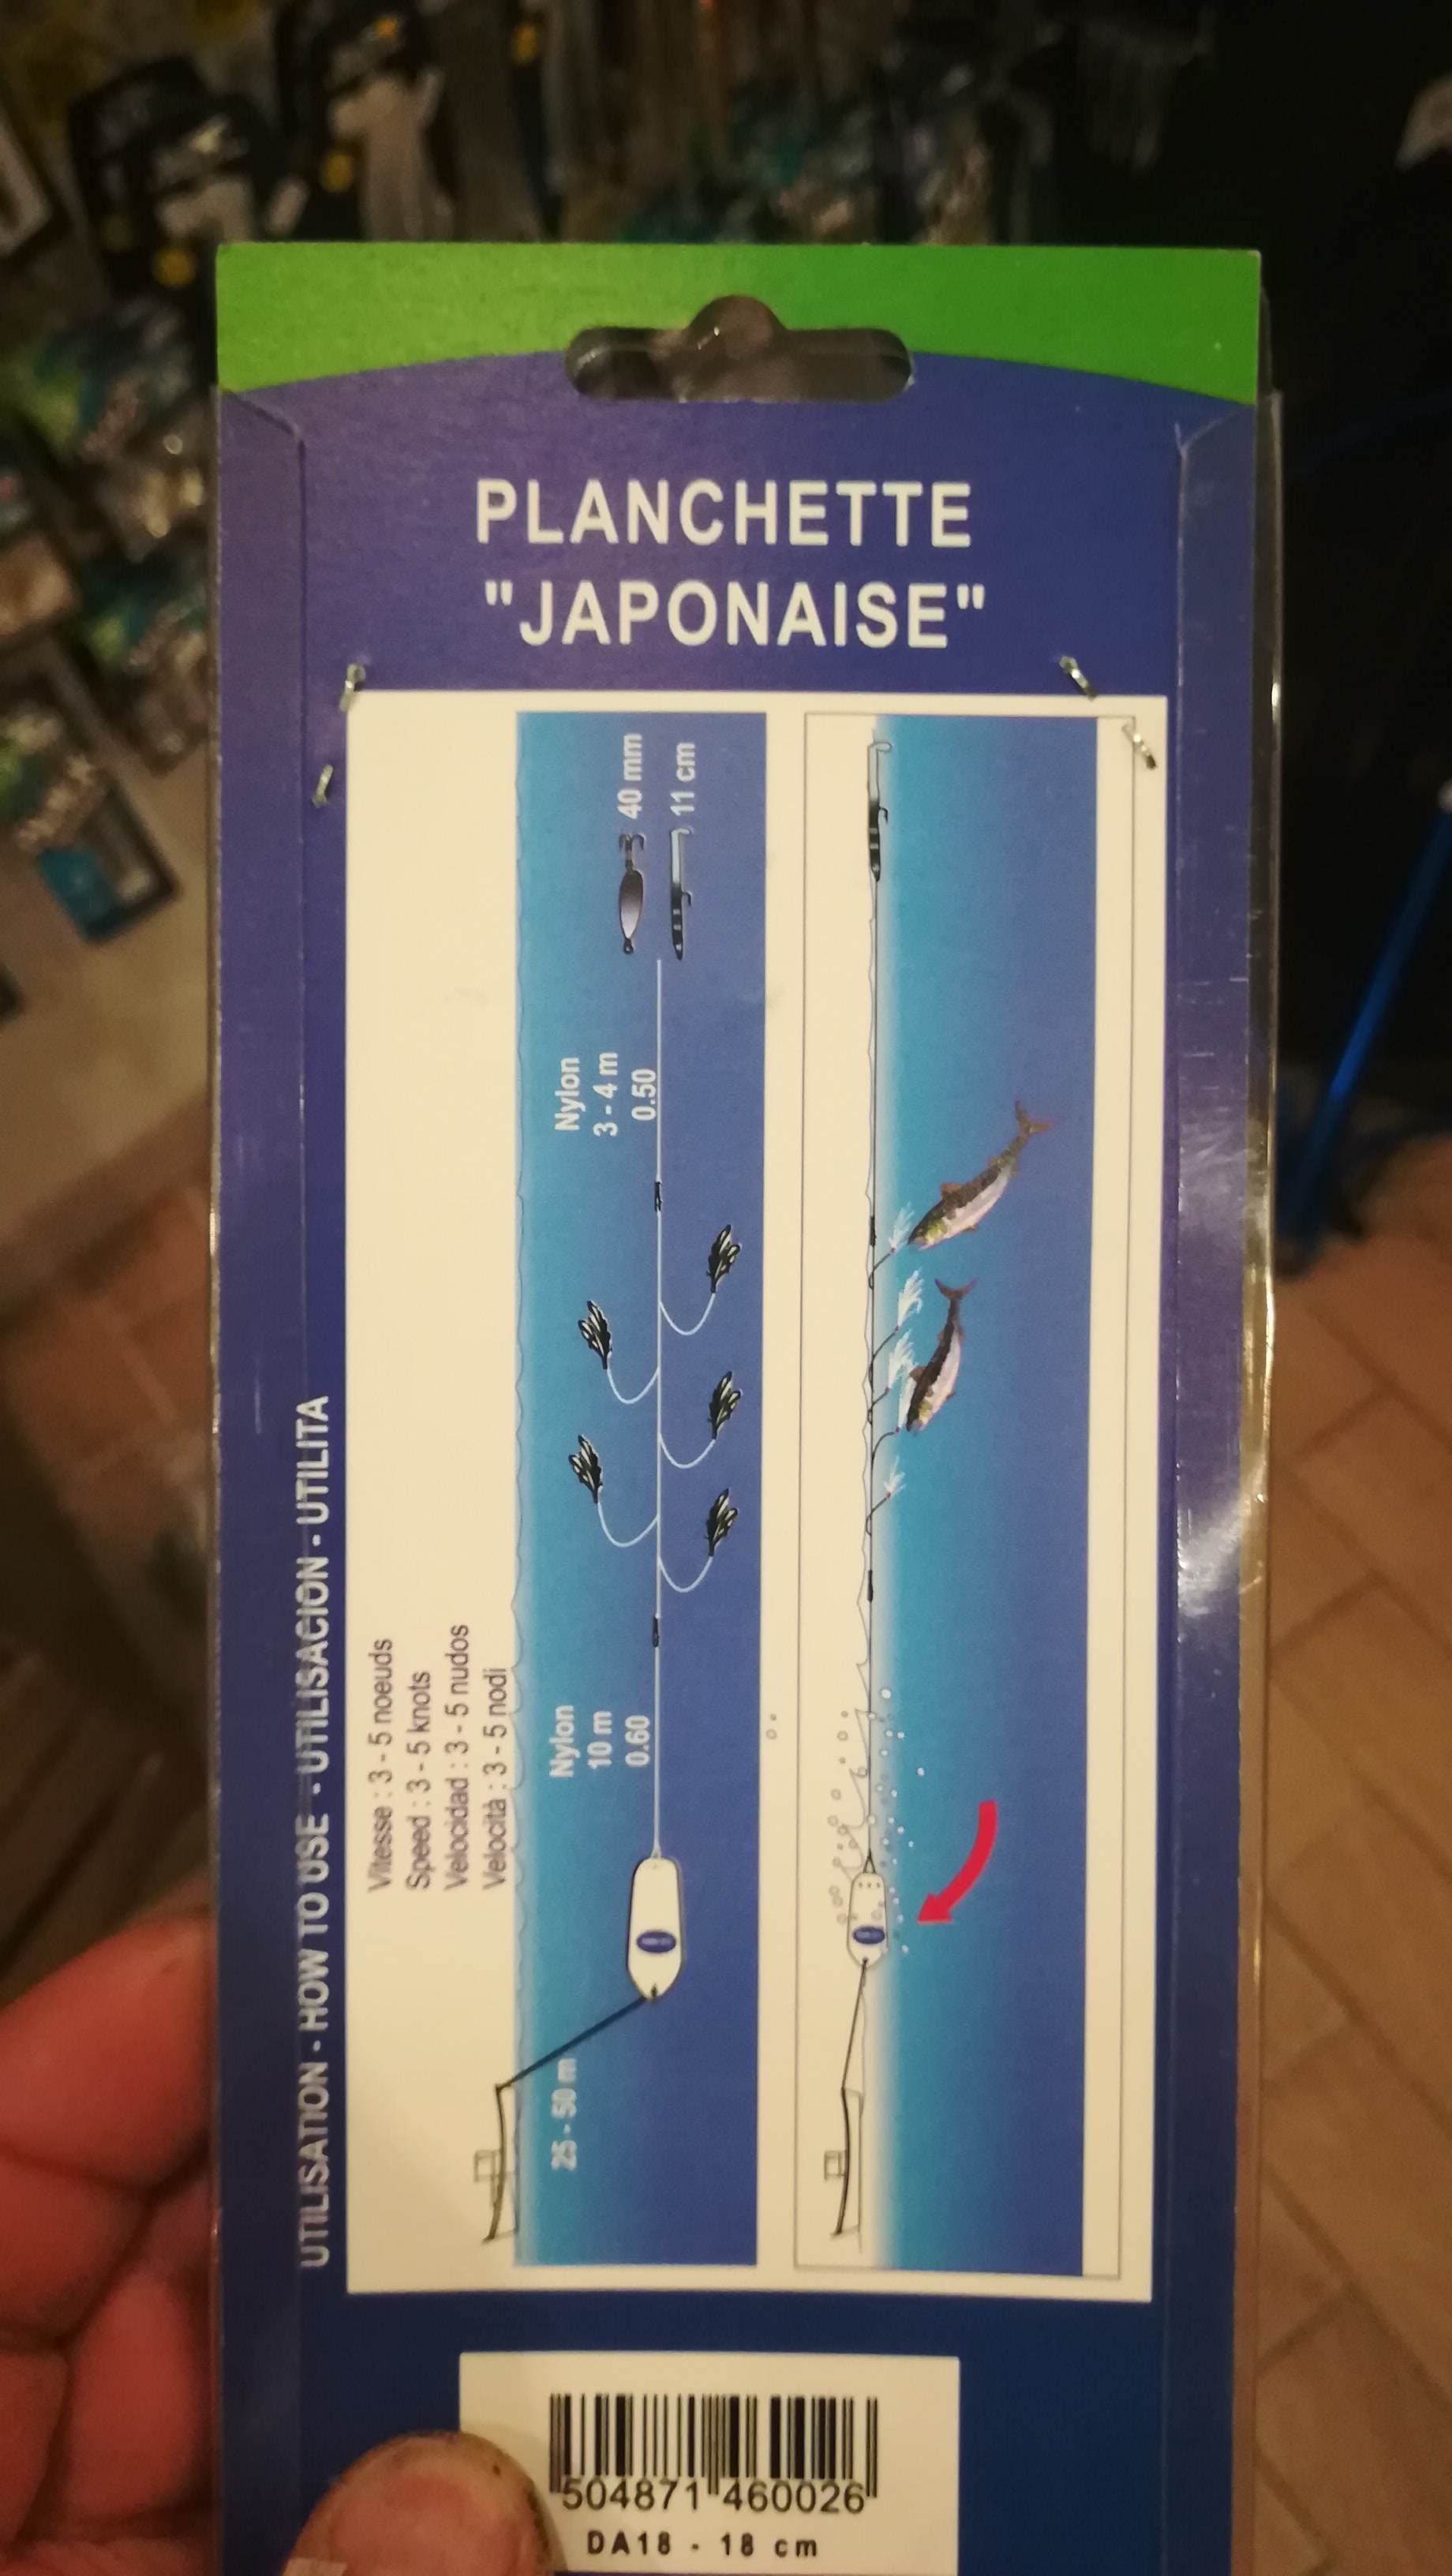 PLANCHETTE
"JAPONAISE"
UTILISATION - HOW TO USE - UTILISACION - UTILITA
Vitesse : 3 - 5 noeuds
Speed : 3 - 5 knots
Velocidad : 3 - 5 nudos
Velocità : 3 - 5 nodi
25 - 50 m
Nylon
10 m
0.60
Nylon
3 - 4 m
0.50
40 mm
11 cm
504871 460026
DA18 - 18 cm